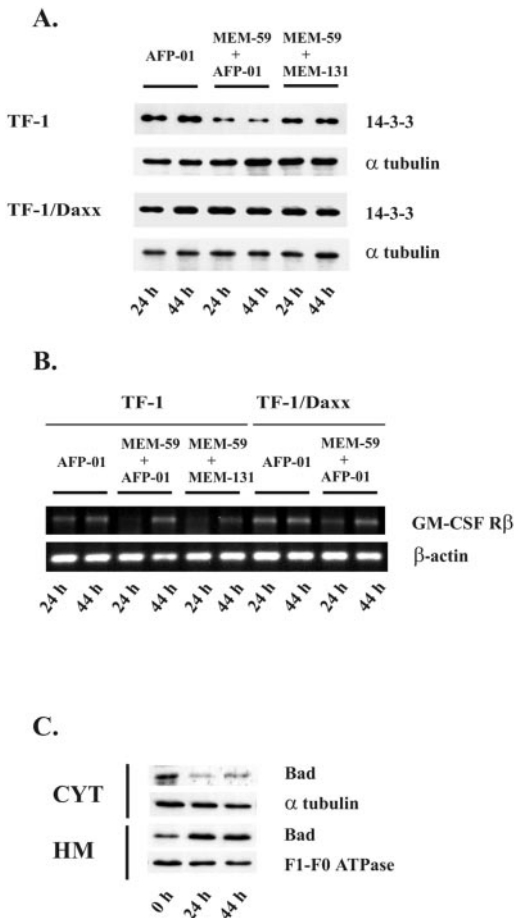 A.
AFP-01
MEM-59 + AFP-01
MEM-59 + MEM-131
TF-1
14-3-3
α tubulin
TF-1/Daxx
14-3-3
α tubulin
24 h 44 h 24 h 44 h 24 h 44 h
B.
TF-1 TF-1/Daxx
AFP-01
MEM-59 + AFP-01
MEM-59 + MEM-131
AFP-01
MEM-59 + AFP-01
GM-CSF Rβ
β-actin
24 h 44 h 24 h 44 h 24 h 44 h 24 h 44 h 24 h 44 h
C.
CYT
Bad
α tubulin
HM
Bad
F1-F0 ATPase
0 h 24 h 44 h